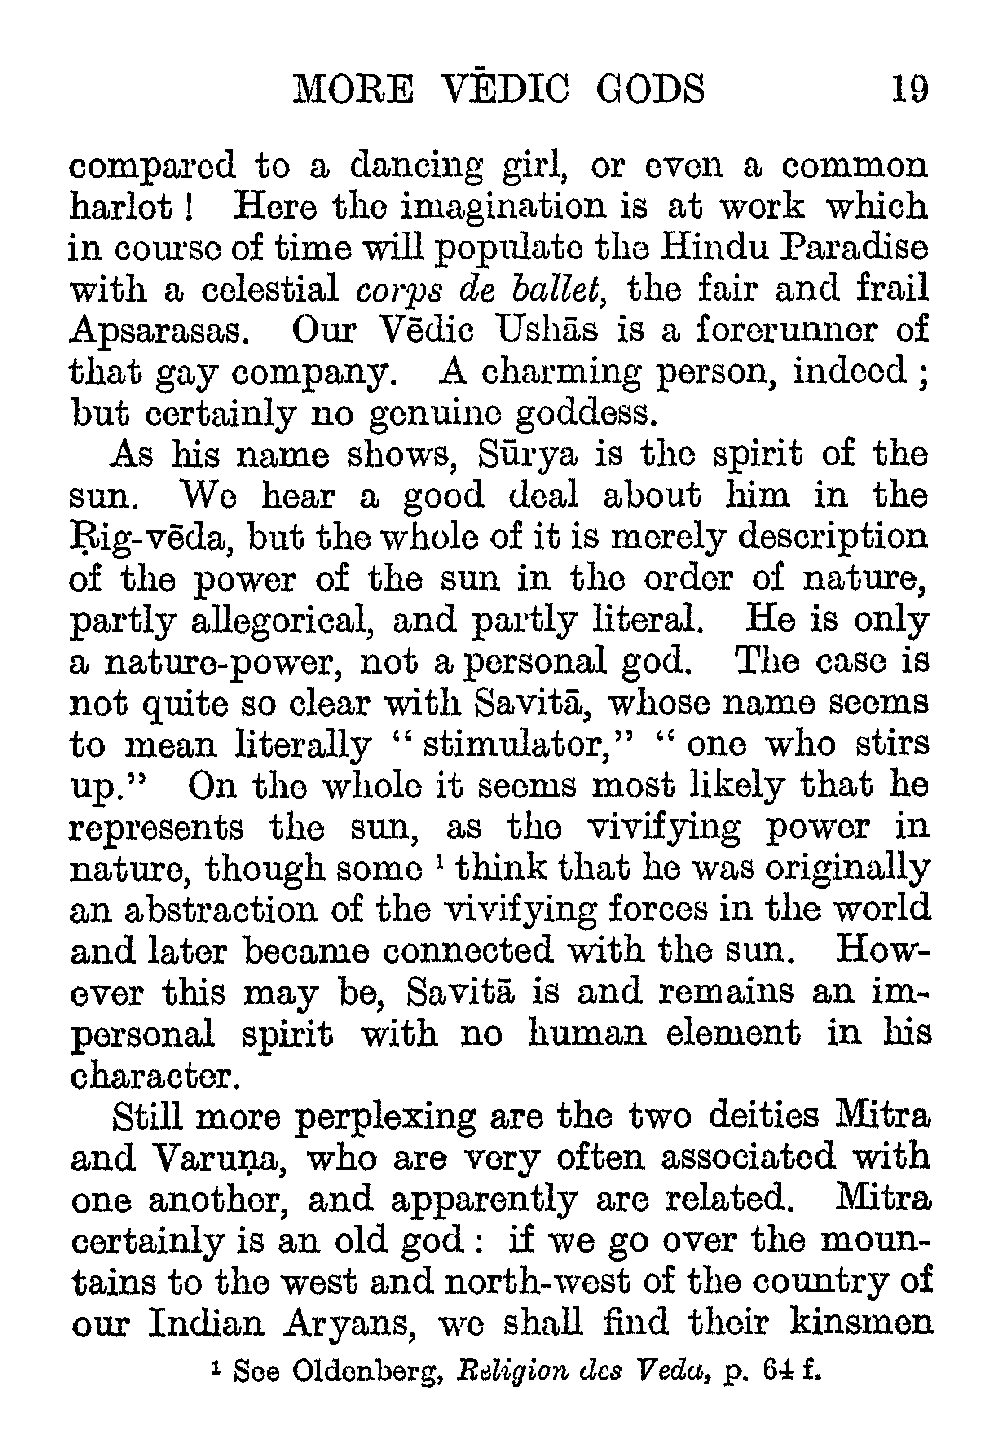 MORE VĒDIC GODS 19
compared to a dancing girl, or even a common
harlot ! Here the imagination is at work which
in course of time will populate the Hindu Paradise
with a celestial corps de ballet, the fair and frail
Apsarasas. Our Vēdic Ushās is a forerunner of
that gay company. A charming person, indeed ;
but certainly no genuine goddess.
As his name shows, Sūrya is the spirit of the
sun. We hear a good deal about him in the
Ṛig-vēda, but the whole of it is merely description
of the power of the sun in the order of nature,
partly allegorical, and partly literal. He is only
a nature-power, not a personal god. The case is
not quite so clear with Savitā, whose name seems
to mean literally “ stimulator,” “ one who stirs
up.” On the whole it seems most likely that he
represents the sun, as the vivifying power in
nature, though some ¹ think that he was originally
an abstraction of the vivifying forces in the world
and later became connected with the sun. How-
ever this may be, Savitā is and remains an im-
personal spirit with no human element in his
character.
Still more perplexing are the two deities Mitra
and Varuṇa, who are very often associated with
one another, and apparently are related. Mitra
certainly is an old god : if we go over the moun-
tains to the west and north-west of the country of
our Indian Aryans, we shall find their kinsmen
¹ See Oldenberg, Religion des Veda, p. 64 f.